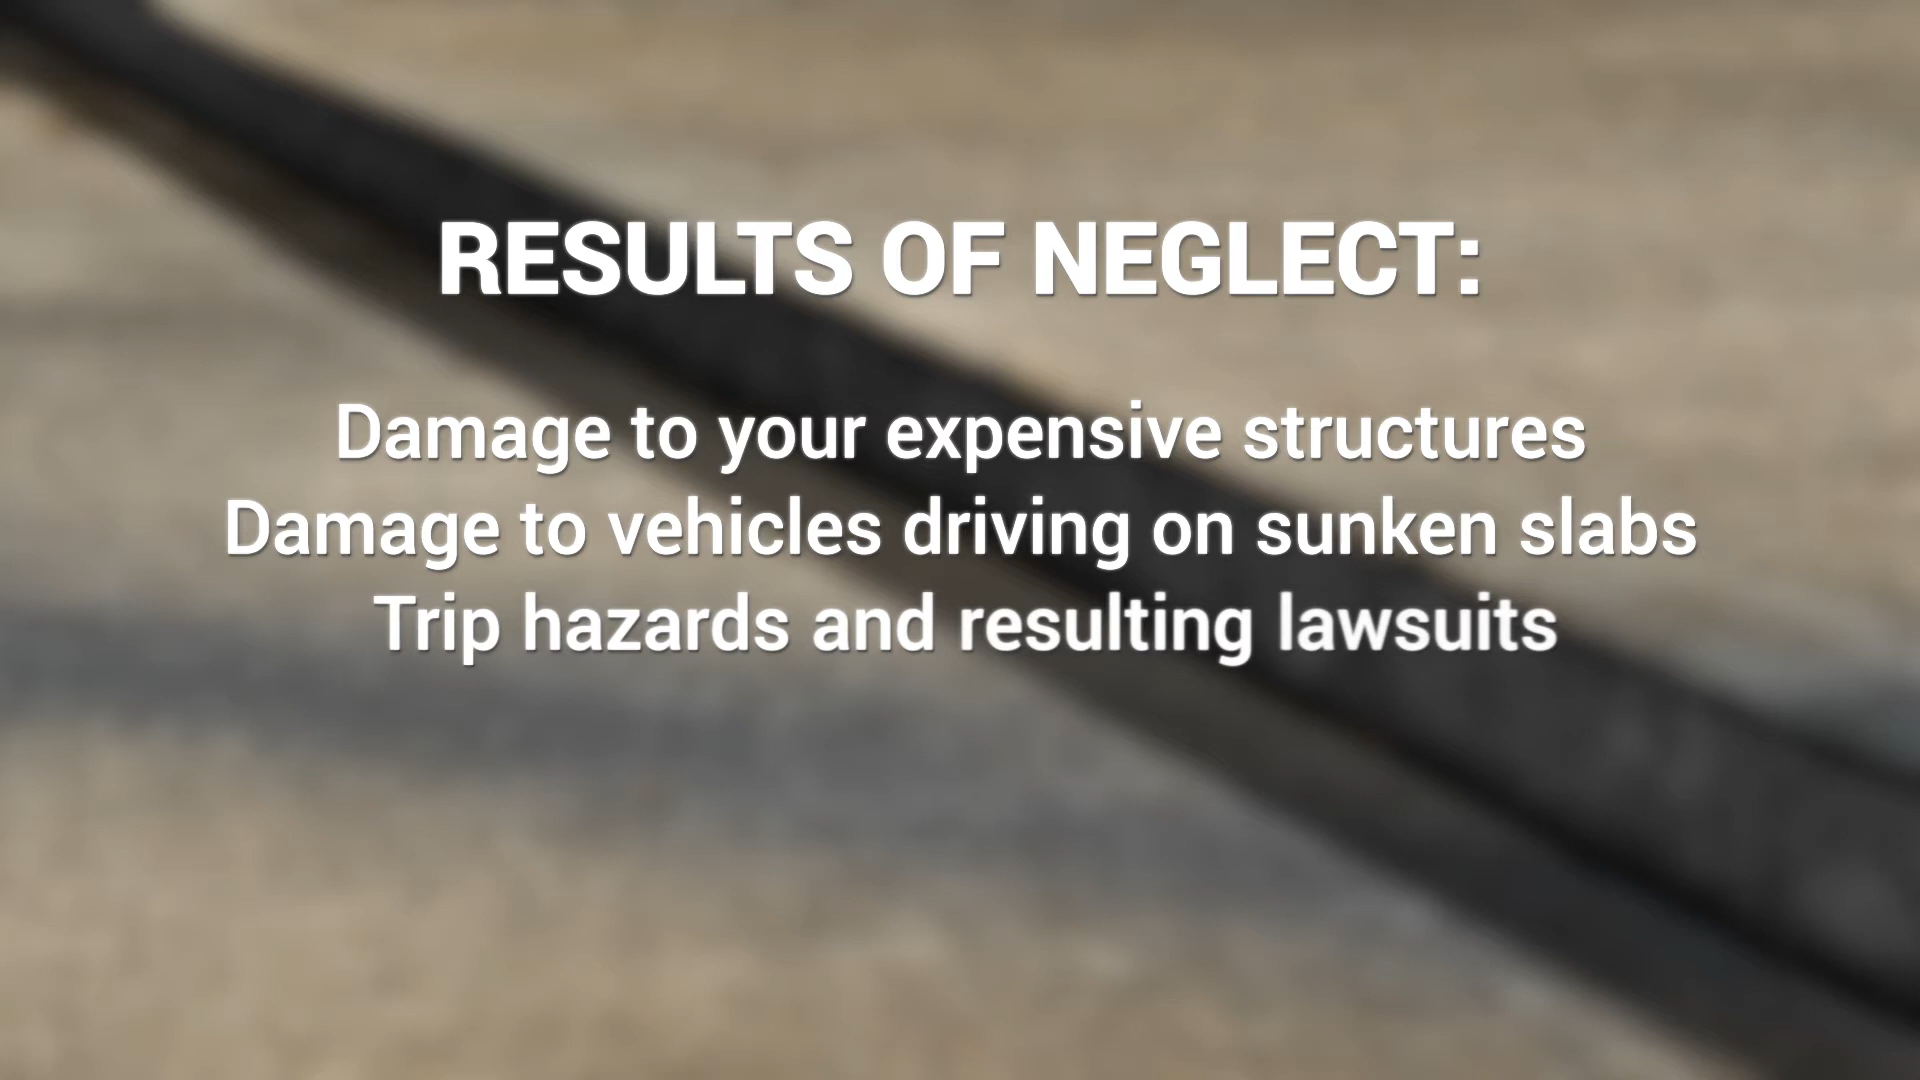 RESULTS OF NEGLECT:
Damage to your expensive structures
Damage to vehicles driving on sunken slabs
Trip hazards and resulting lawsuits